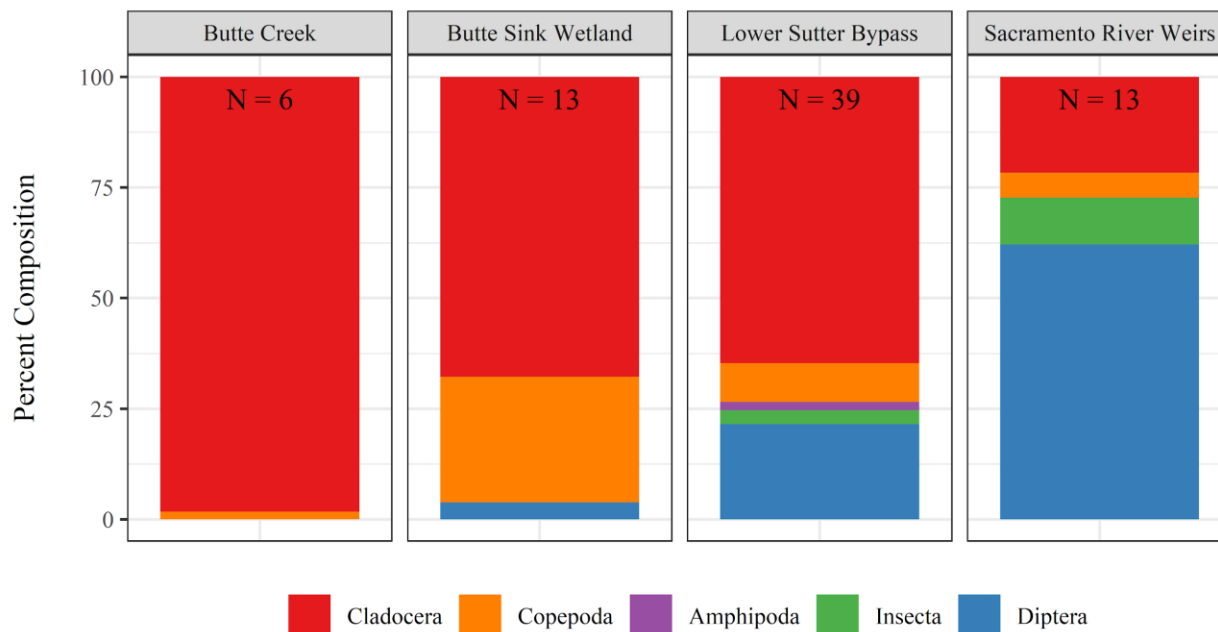 Butte Creek
Butte Sink Wetland
Lower Sutter Bypass
Sacramento River Weirs
N = 6
N = 13
N = 39
N = 13
Percent Composition
100
75
50
25
0
Cladocera
Copepoda
Amphipoda
Insecta
Diptera